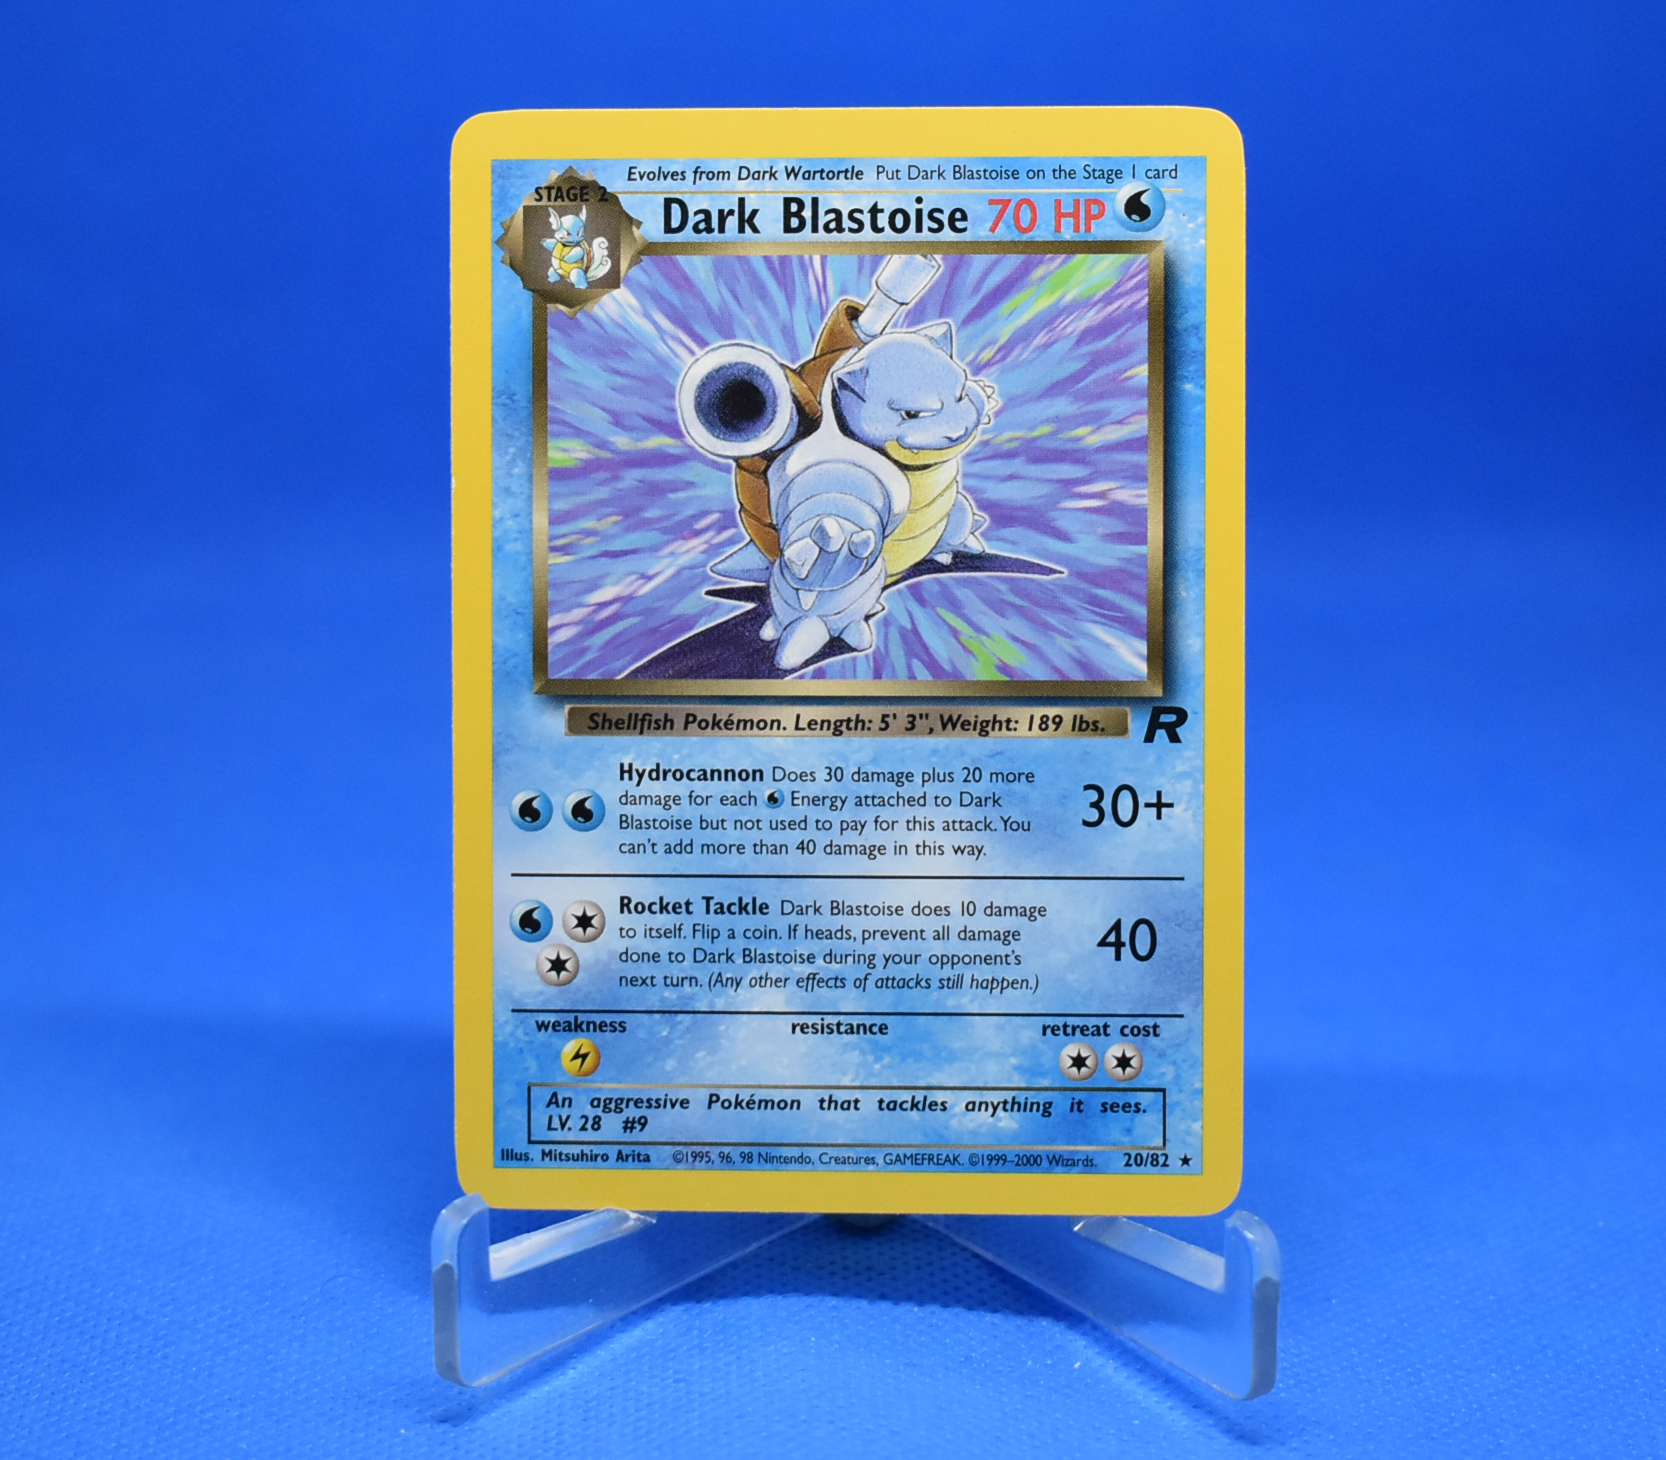 Evolves from Dark Wartortle Put Dark Blastoise on the Stage 1 card
STAGE 2
Dark Blastoise 70 HP
Shellfish Pokémon. Length: 5' 3", Weight: 189 lbs.
R
Hydrocannon Does 30 damage plus 20 more
damage for each Energy attached to Dark
Blastoise but not used to pay for this attack. You
can't add more than 40 damage in this way.
30+
Rocket Tackle Dark Blastoise does 10 damage
to itself. Flip a coin. If heads, prevent all damage
done to Dark Blastoise during your opponent's
next turn. (Any other effects of attacks still happen.)
40
weakness resistance retreat cost
An aggressive Pokémon that tackles anything it sees.
LV. 28 #9
Illus. Mitsuhiro Arita ©1995, 96, 98 Nintendo, Creatures, GAMEFREAK. ©1999–2000 Wizards. 20/82 ★